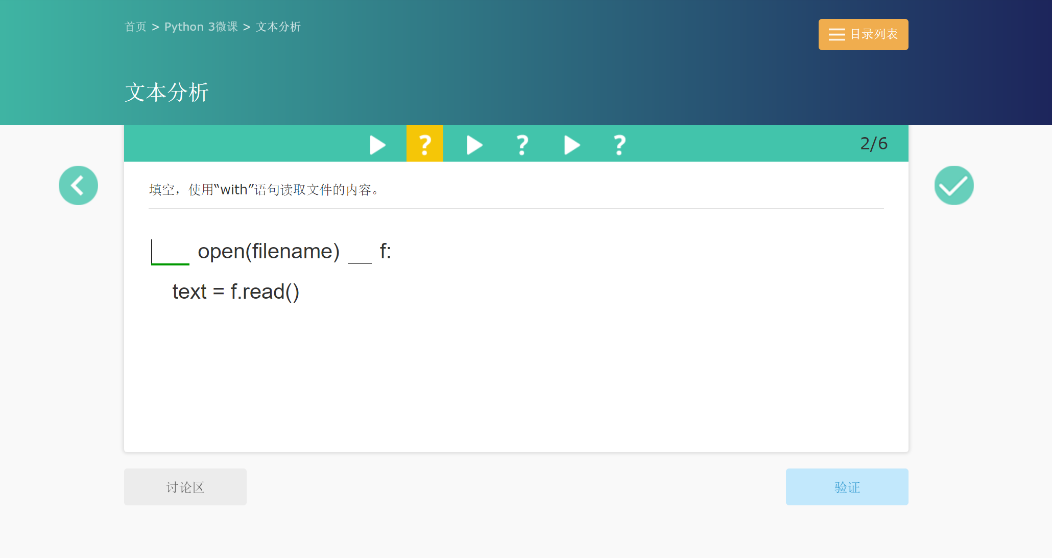 首页 > Python 3微课 > 文本分析
目录列表
文本分析
? ? ?
2/6
填空，使用“with”语句读取文件的内容。
____ open(filename) __ f:
text = f.read()
讨论区
验证